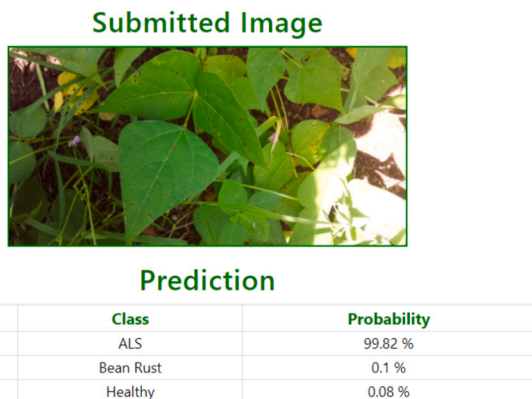 Submitted Image
Prediction
Class Probability
ALS 99.82 %
Bean Rust 0.1 %
Healthy 0.08 %